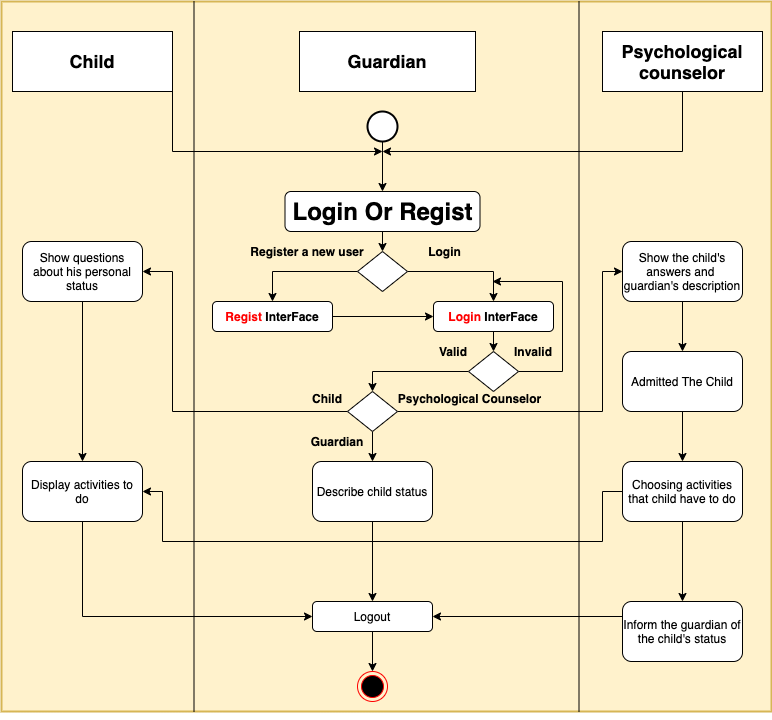 Child
Guardian
Psychological
counselor
Login Or Regist
Register a new user
Login
Show questions
about his personal
status
Show the child's
answers and
guardian's description
Regist InterFace
Login InterFace
Valid
Invalid
Admitted The Child
Child
Psychological Counselor
Guardian
Display activities to
do
Describe child status
Choosing activities
that child have to do
Logout
Inform the guardian of
the child's status